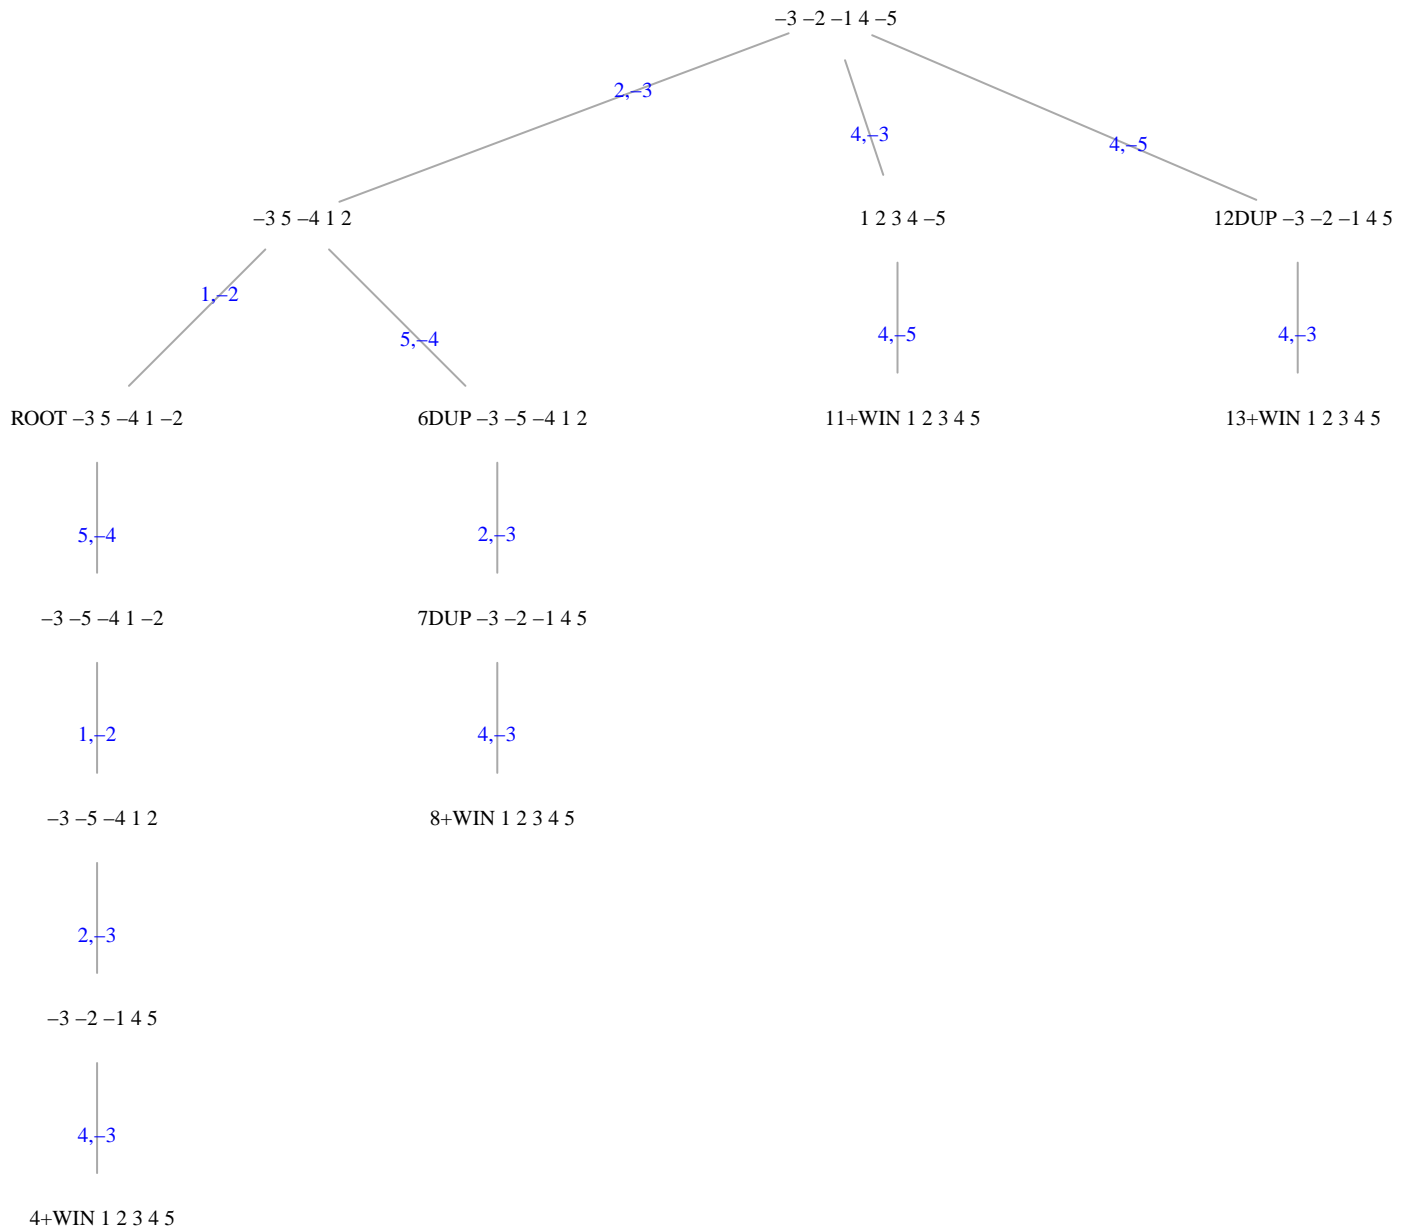 –3 –2 –1 4 –5
2,–3
4,–3
4,–5
–3 5 –4 1 2
1 2 3 4 –5
12DUP –3 –2 –1 4 5
1,–2
5,–4
4,–5
4,–3
ROOT –3 5 –4 1 –2
6DUP –3 –5 –4 1 2
11+WIN 1 2 3 4 5
13+WIN 1 2 3 4 5
5,–4
2,–3
–3 –5 –4 1 –2
7DUP –3 –2 –1 4 5
1,–2
4,–3
–3 –5 –4 1 2
8+WIN 1 2 3 4 5
2,–3
–3 –2 –1 4 5
4,–3
4+WIN 1 2 3 4 5